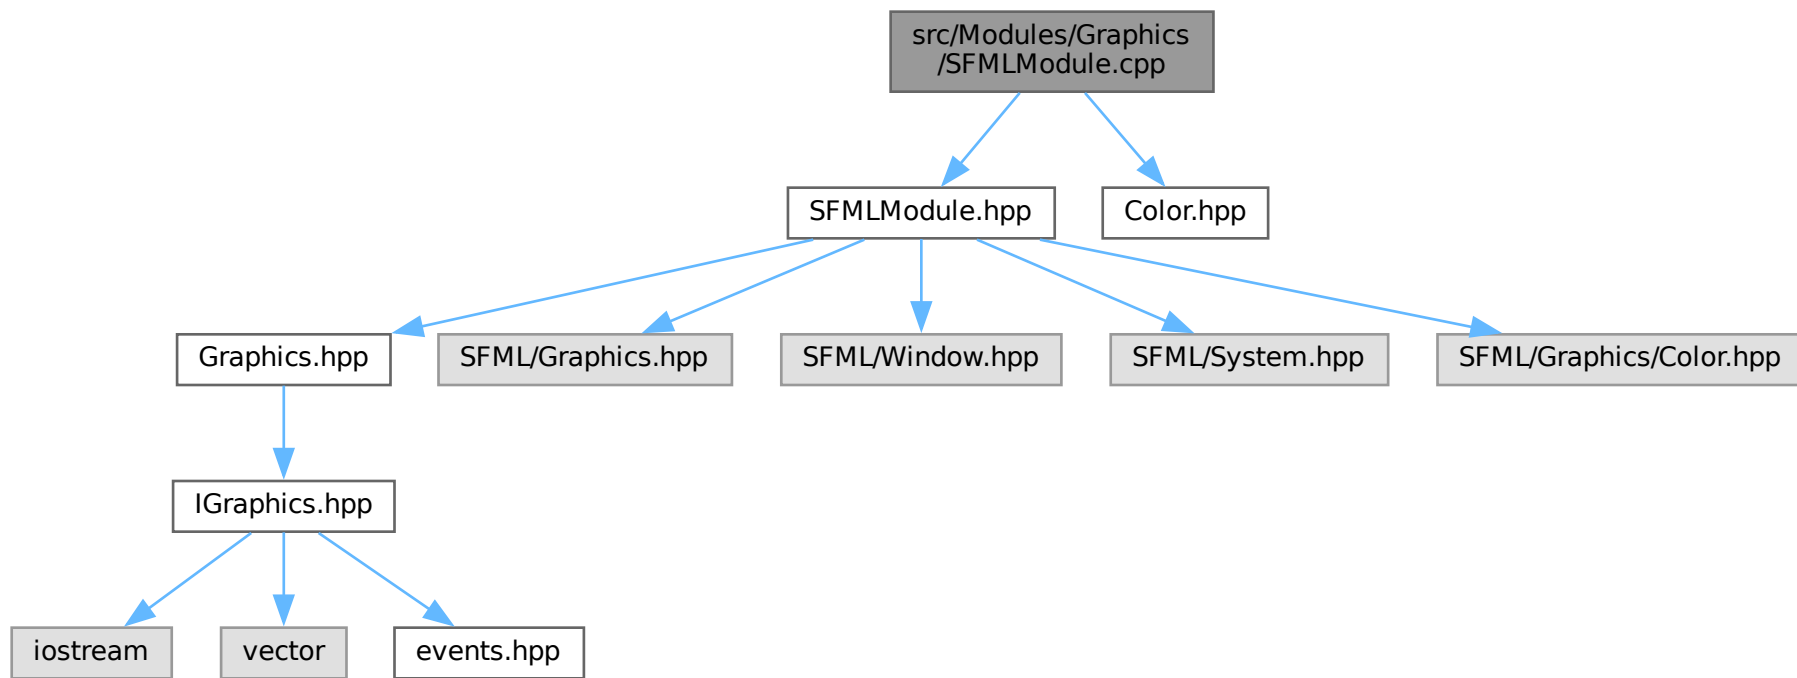 src/Modules/Graphics
/SFMLModule.cpp
SFMLModule.hpp
Color.hpp
Graphics.hpp
SFML/Graphics.hpp
SFML/Window.hpp
SFML/System.hpp
SFML/Graphics/Color.hpp
IGraphics.hpp
iostream
vector
events.hpp